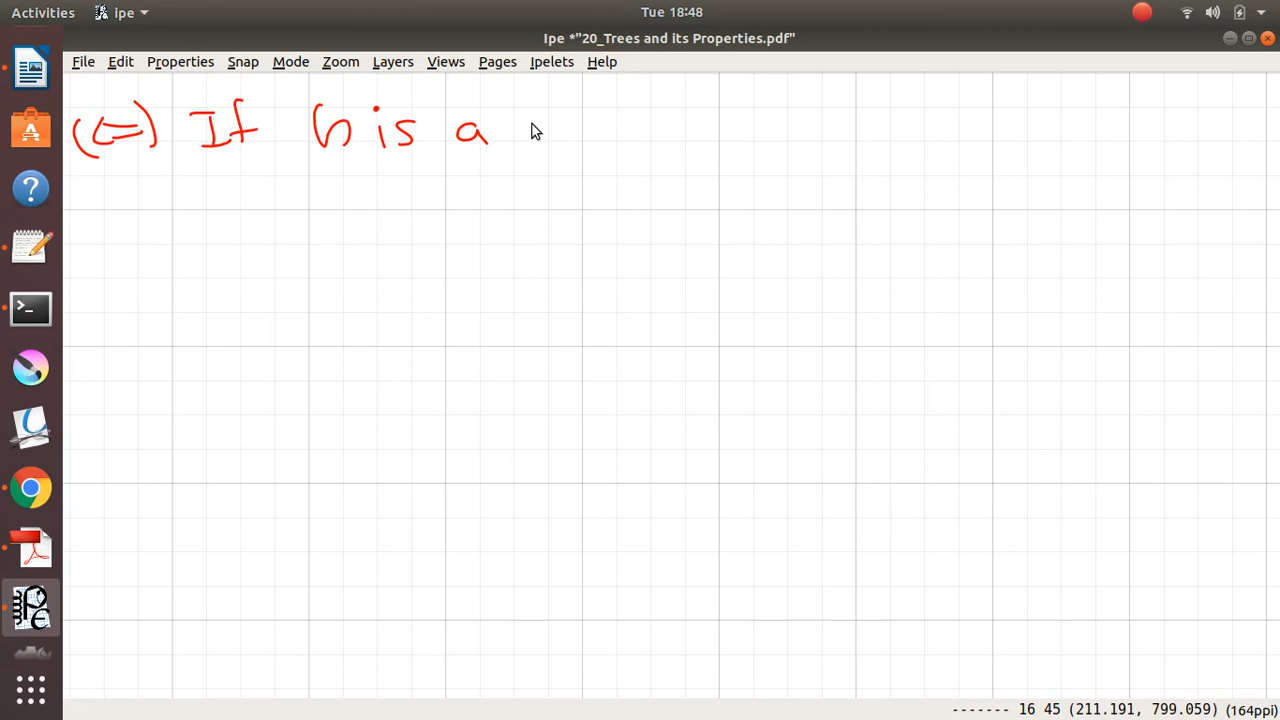 Activities ipe Tue 18:48
Ipe *"20_Trees and its Properties.pdf"
File Edit Properties Snap Mode Zoom Layers Views Pages Ipelets Help
(⇐) If G is a
------- 16 45 (211.191, 799.059) (164ppi)